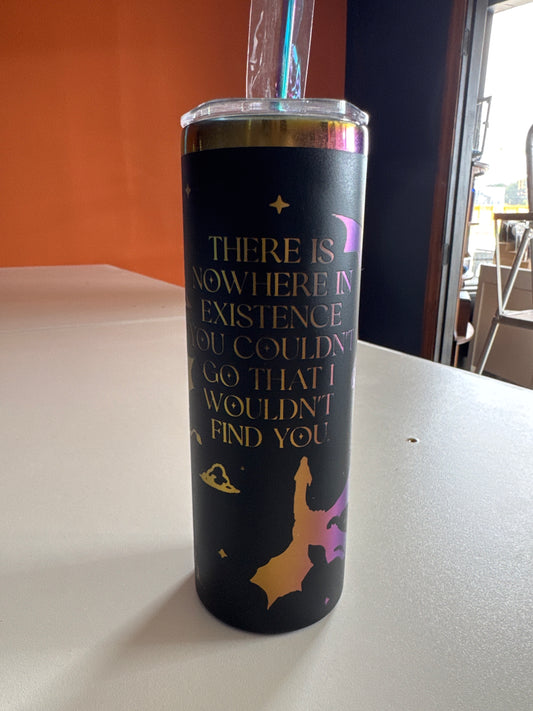 THERE IS
NOWHERE IN
EXISTENCE
YOU COULDN'T
GO THAT I
WOULDN'T
FIND YOU.